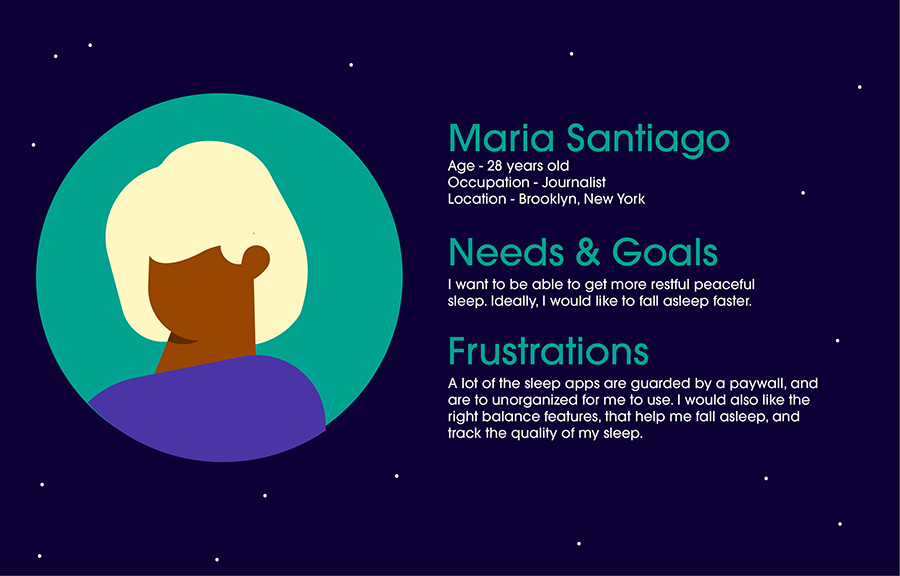 Maria Santiago
Age - 28 years old
Occupation - Journalist
Location - Brooklyn, New York
Needs & Goals
I want to be able to get more restful peaceful
sleep. Ideally, I would like to fall asleep faster.
Frustrations
A lot of the sleep apps are guarded by a paywall, and
are to unorganized for me to use. I would also like the
right balance features, that help me fall asleep, and
track the quality of my sleep.